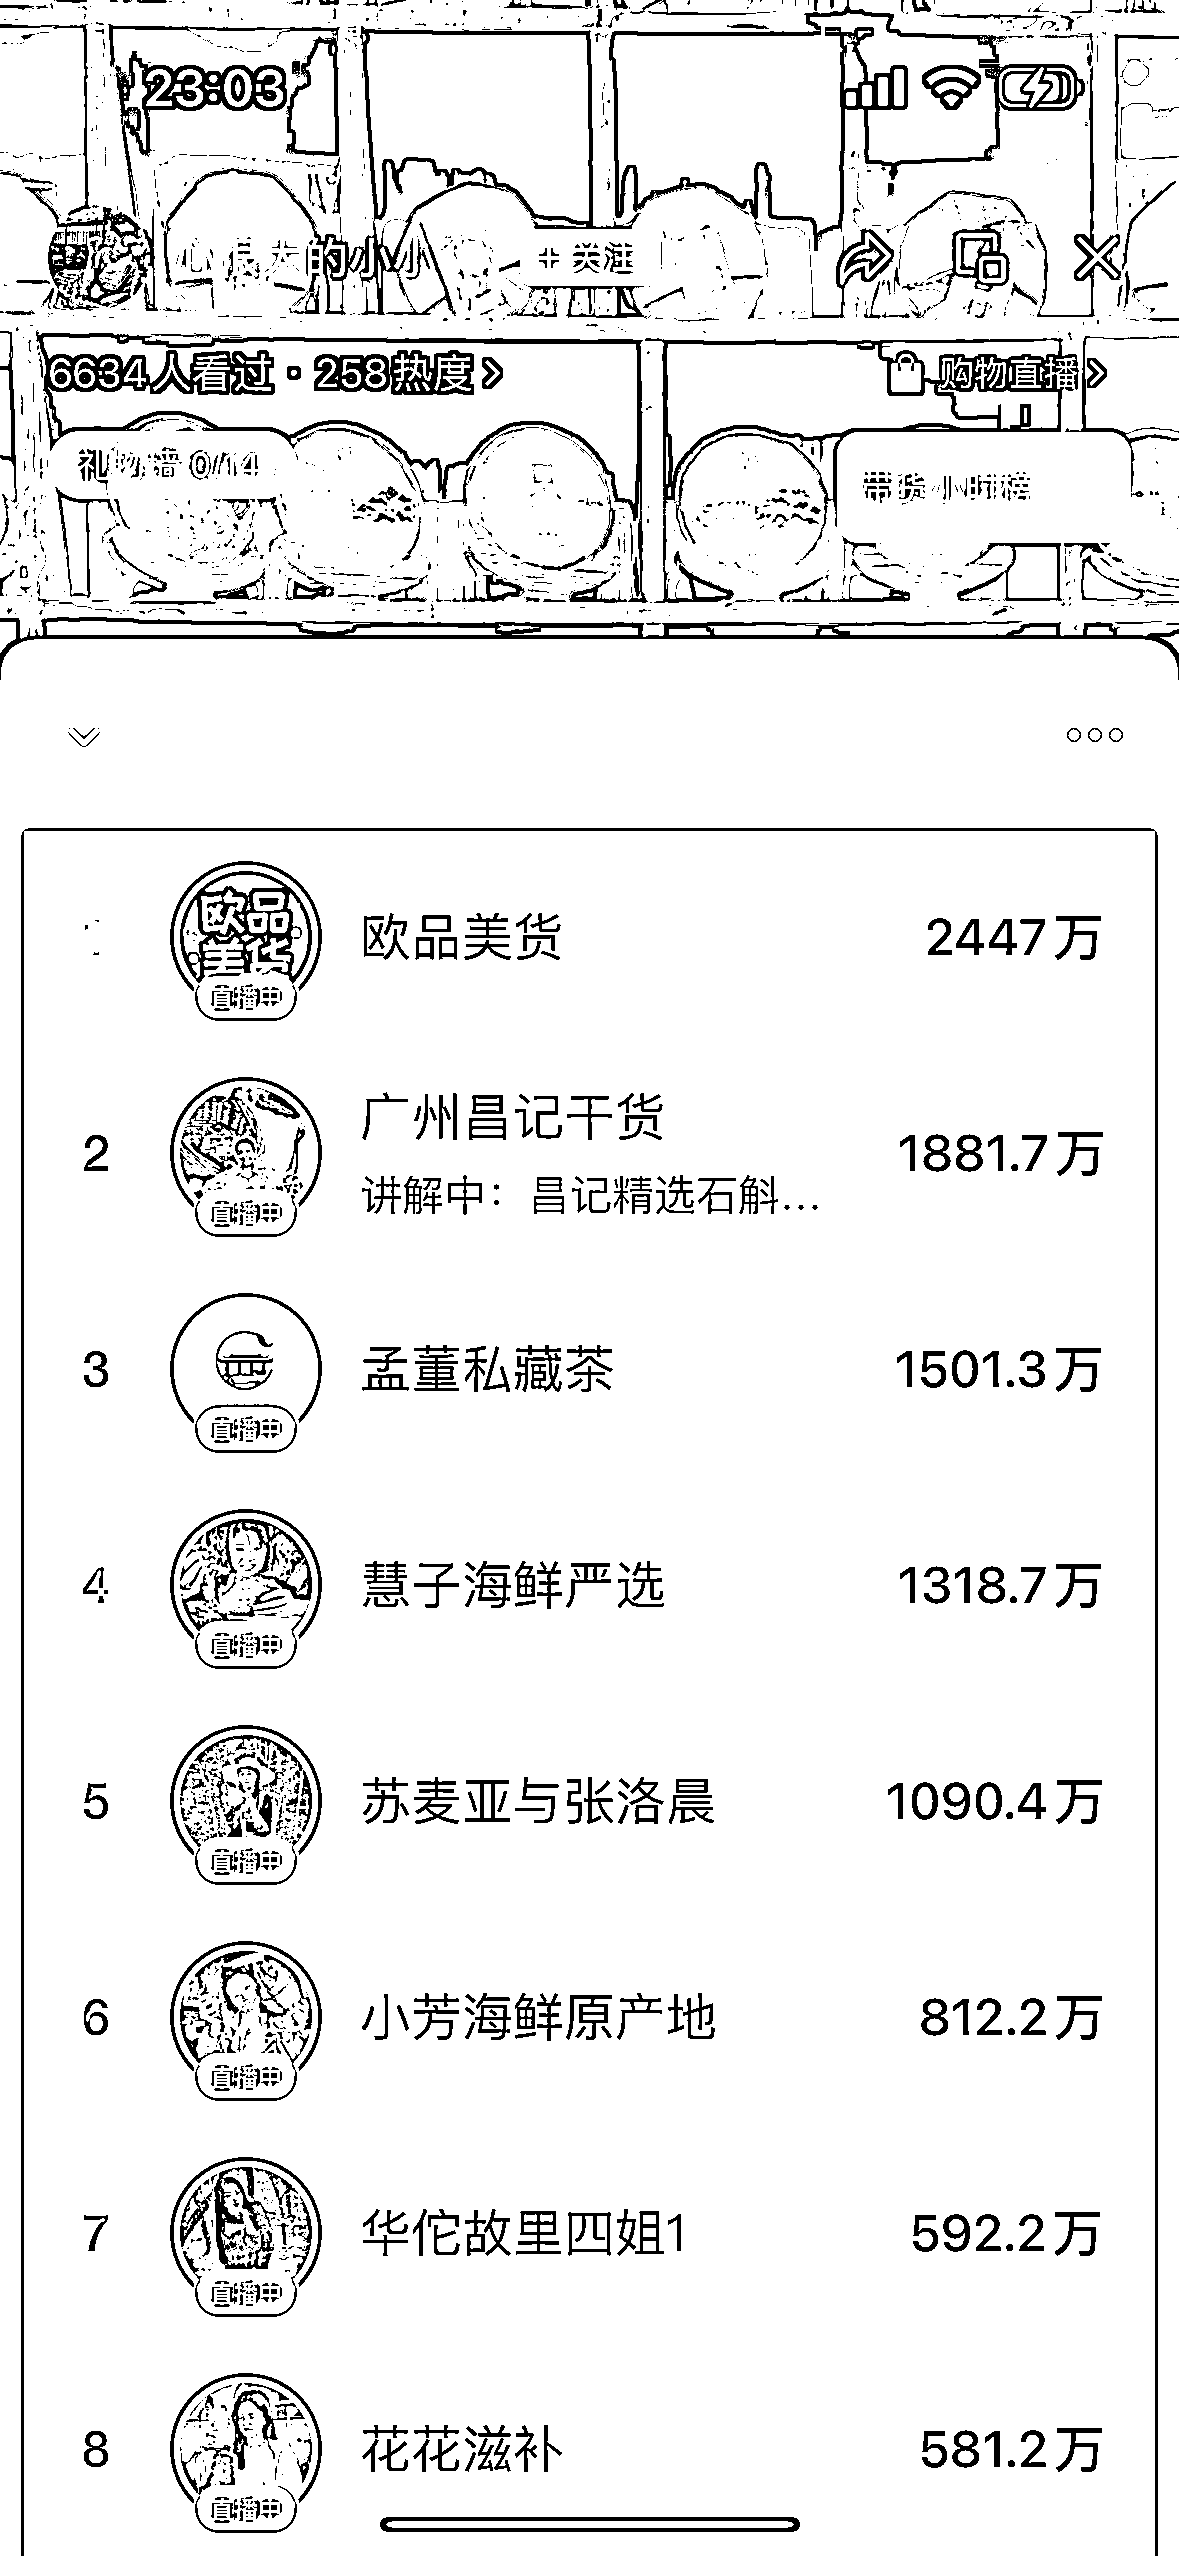 23:03
心很大的小小
+ 关注
6634人看过·258热度
购物直播
礼物墙 0/14
带货小时榜
欧品美货
直播中
欧品美货
2447万
2
直播中
广州昌记干货
讲解中：昌记精选石斛...
1881.7万
3
直播中
孟董私藏茶
1501.3万
4
直播中
慧子海鲜严选
1318.7万
5
直播中
苏麦亚与张洛晨
1090.4万
6
直播中
小芳海鲜原产地
812.2万
7
直播中
华佗故里四姐1
592.2万
8
直播中
花花滋补
581.2万